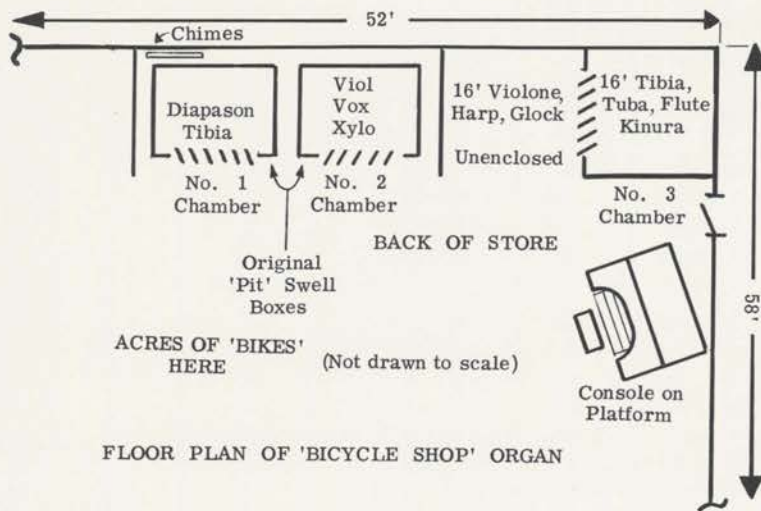 52'
Chimes
Diapason
Tibia
Viol
Vox
Xylo
16' Violone,
Harp, Glock
Unenclosed
16' Tibia,
Tuba, Flute
Kinura
No. 1
Chamber
No. 2
Chamber
No. 3
Chamber
BACK OF STORE
Original
'Pit' Swell
Boxes
58'
ACRES OF 'BIKES'
HERE
(Not drawn to scale)
Console on
Platform
FLOOR PLAN OF 'BICYCLE SHOP' ORGAN